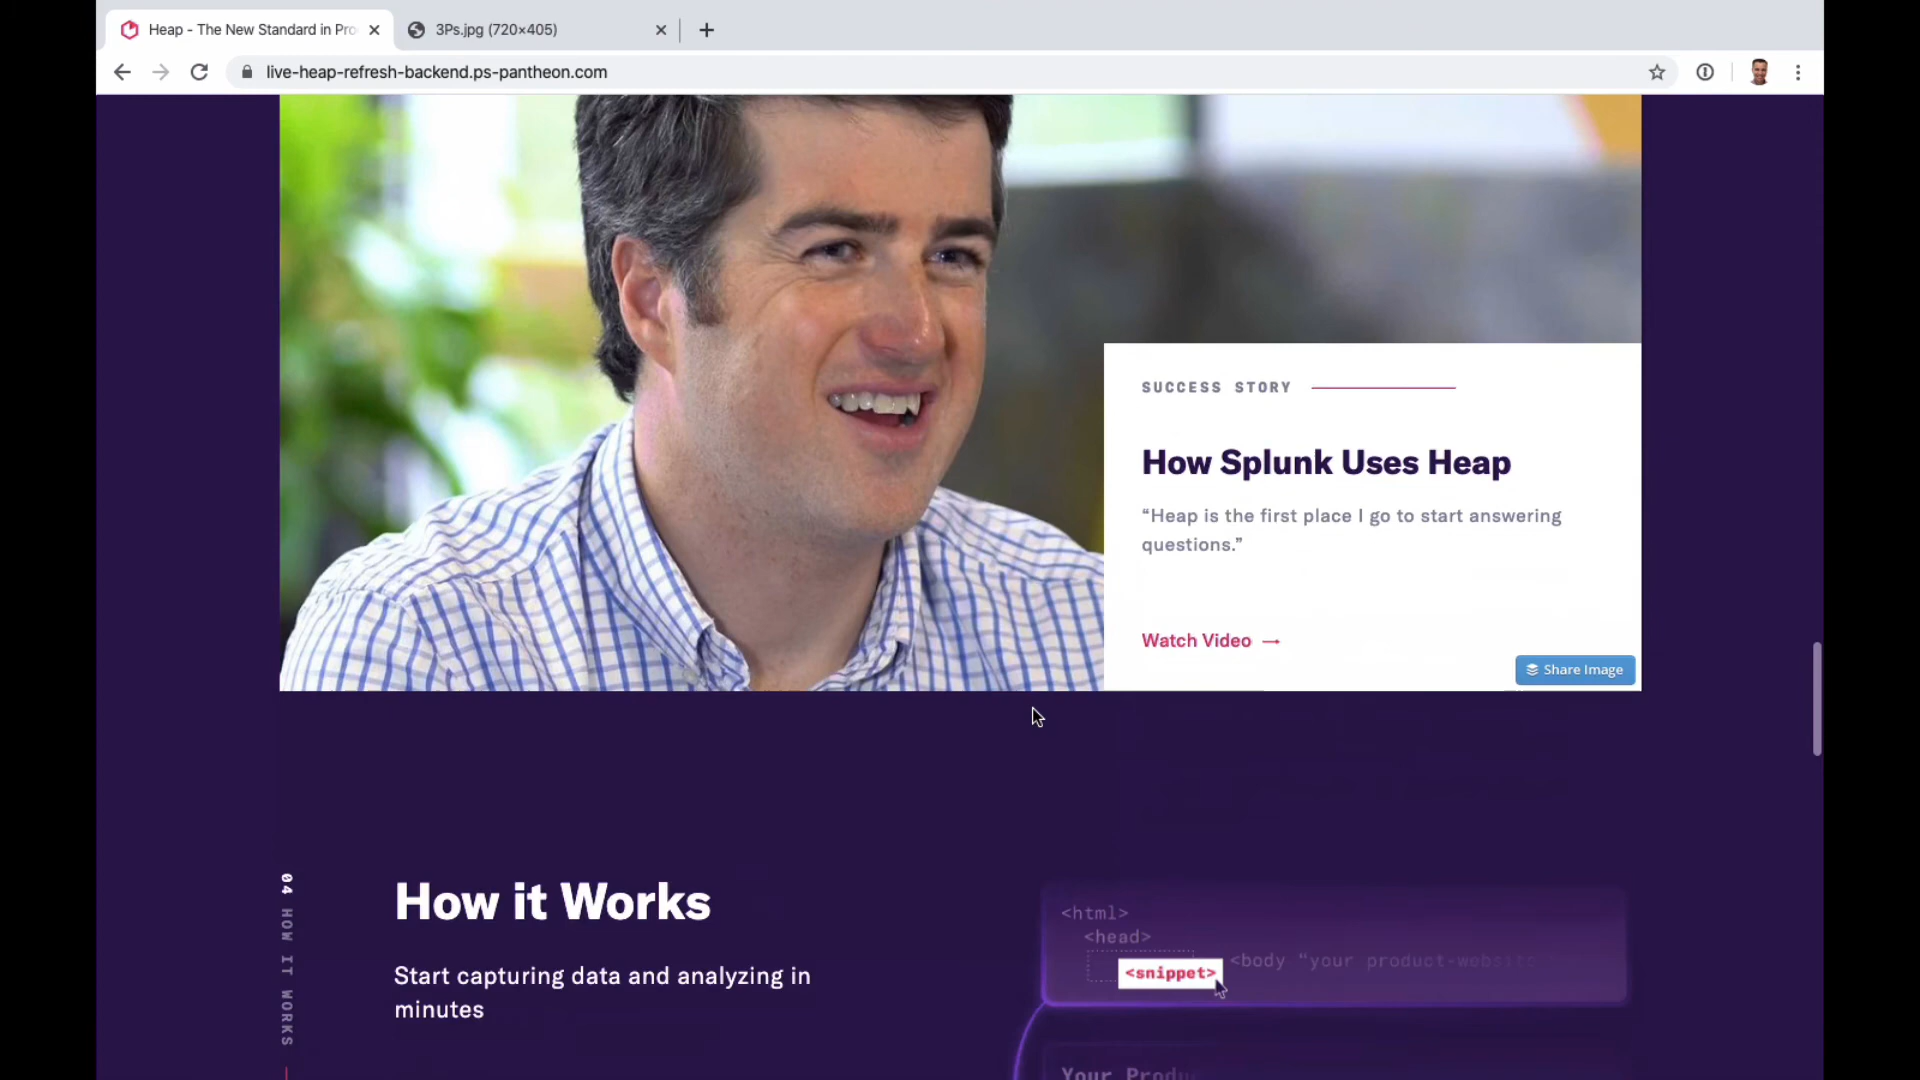 Heap - The New Standard in Pro
3Ps.jpg (720×405)
live-heap-refresh-backend.ps-pantheon.com
SUCCESS STORY
How Splunk Uses Heap
“Heap is the first place I go to start answering
questions.”
Watch Video →
Share Image
04 HOW IT WORKS
How it Works
Start capturing data and analyzing in
minutes
<html>
<head>
<snippet>
<body "your product-website
Your Produ